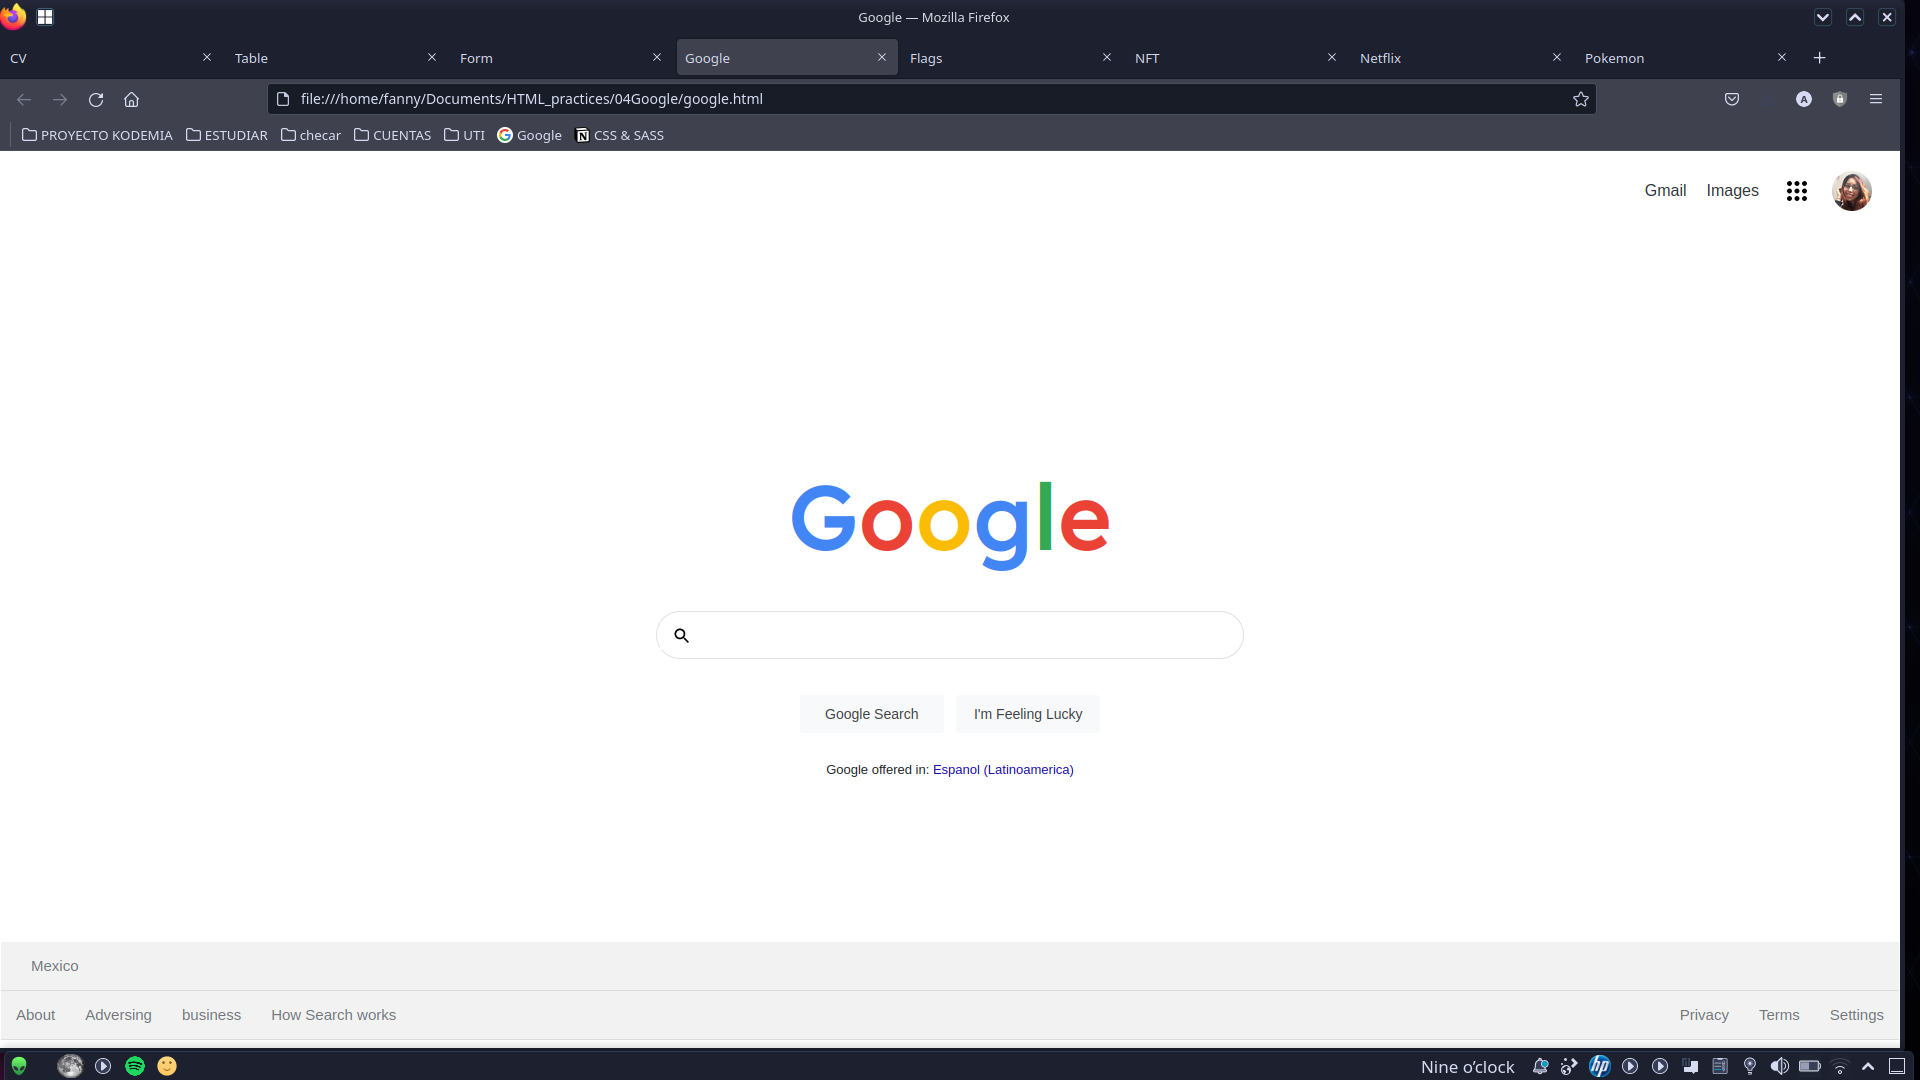 Google — Mozilla Firefox
CV Table Form Google Flags NFT Netflix Pokemon
file:///home/fanny/Documents/HTML_practices/04Google/google.html
A
PROYECTO KODEMIA ESTUDIAR checar CUENTAS UTI Google CSS & SASS
Gmail Images
Google
Google Search I'm Feeling Lucky
Google offered in: Espanol (Latinoamerica)
Mexico
About Adversing business How Search works Privacy Terms Settings
Nine o’clock hp